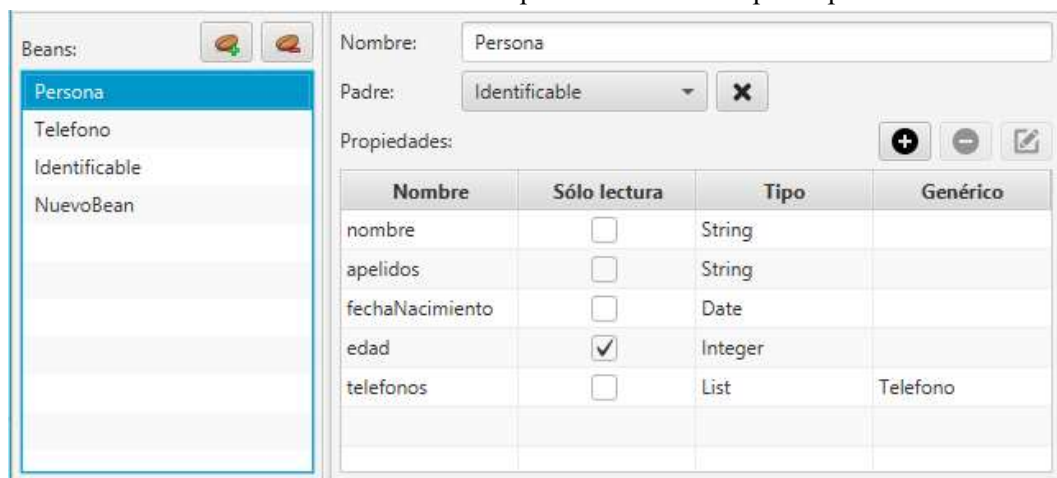 Beans:
Persona
Telefono
Identificable
NuevoBean
Nombre: Persona
Padre: Identificable
Propiedades:
Nombre Sólo lectura Tipo Genérico
nombre String
apelidos String
fechaNacimiento Date
edad Integer
telefonos List Telefono